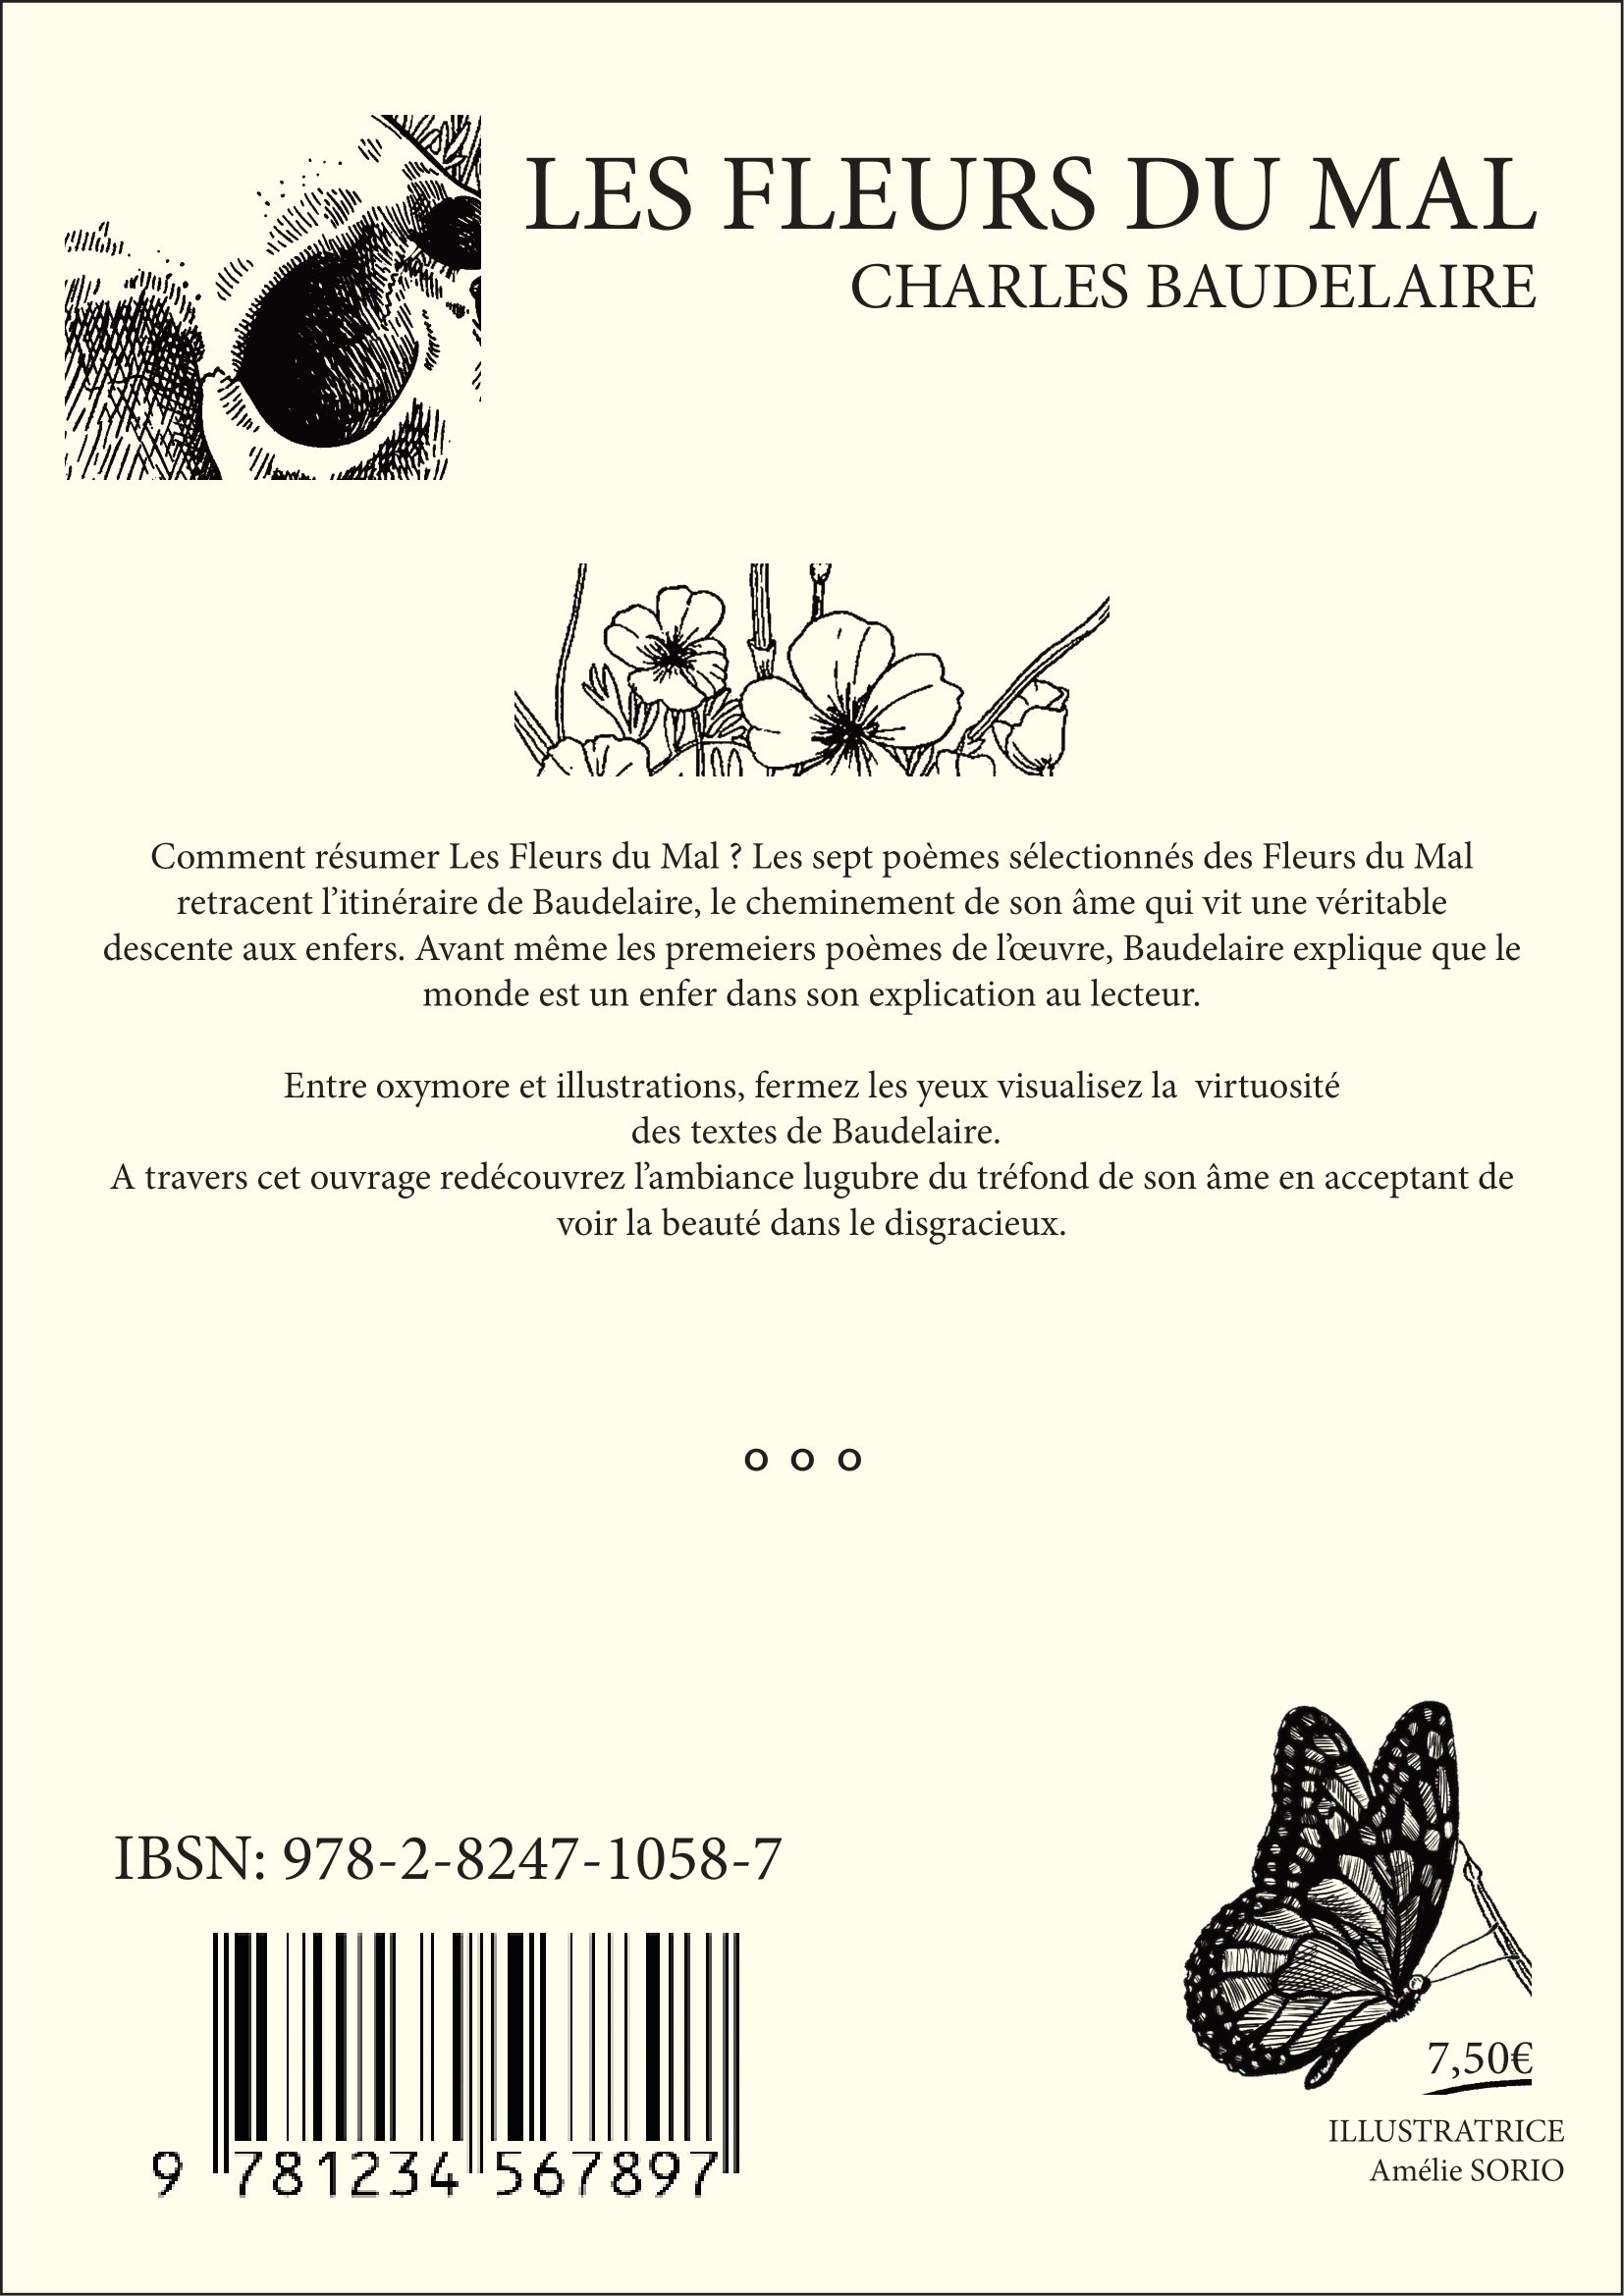 LES FLEURS DU MAL
CHARLES BAUDELAIRE
Comment résumer Les Fleurs du Mal ? Les sept poèmes sélectionnés des Fleurs du Mal
retracent l’itinéraire de Baudelaire, le cheminement de son âme qui vit une véritable
descente aux enfers. Avant même les premeiers poèmes de l’œuvre, Baudelaire explique que le
monde est un enfer dans son explication au lecteur.
Entre oxymore et illustrations, fermez les yeux visualisez la  virtuosité
des textes de Baudelaire.
A travers cet ouvrage redécouvrez l’ambiance lugubre du tréfond de son âme en acceptant de
voir la beauté dans le disgracieux.
IBSN: 978-2-8247-1058-7
9 781234 567897
7,50€
ILLUSTRATRICE
Amélie SORIO